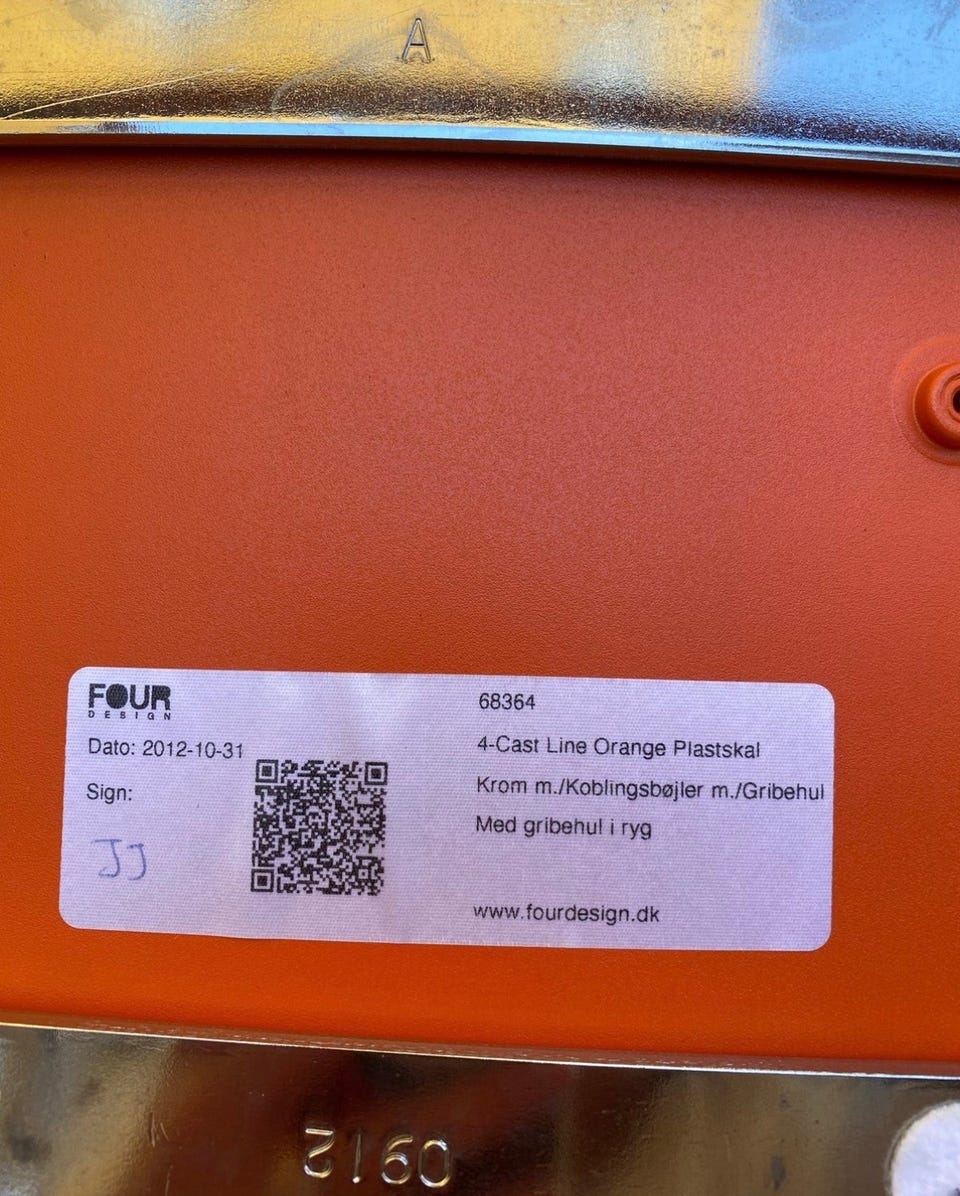 A
FOUR
DESIGN
Dato: 2012-10-31
Sign:
JJ
68364
4-Cast Line Orange Plastskal
Krom m./Koblingsbøjler m./Gribehul
Med gribehul i ryg
www.fourdesign.dk
0912